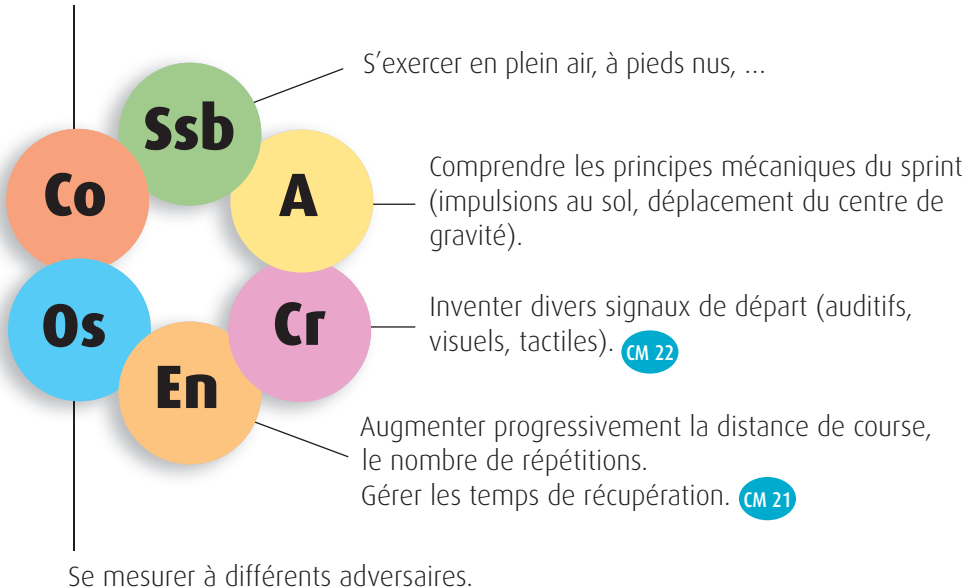 S’exercer en plein air, à pieds nus, ...
Ssb
Co
A
Comprendre les principes mécaniques du sprint
(impulsions au sol, déplacement du centre de
gravité).
Os
Cr
Inventer divers signaux de départ (auditifs,
visuels, tactiles). CM 22
En
Augmenter progressivement la distance de course,
le nombre de répétitions.
Gérer les temps de récupération. CM 21
Se mesurer à différents adversaires.